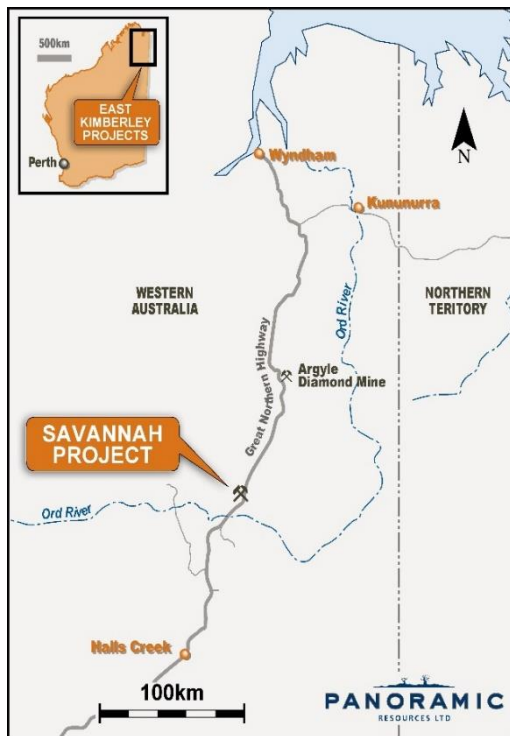 500km
EAST
KIMBERLEY
PROJECTS
Perth
N
Wyndham
Kununurra
WESTERN
AUSTRALIA
NORTHERN
TERITORY
Ord River
Great Northern Highway
Argyle
Diamond Mine
SAVANNAH
PROJECT
Ord River
Halls Creek
100km
PANORAMIC
RESOURCES LTD